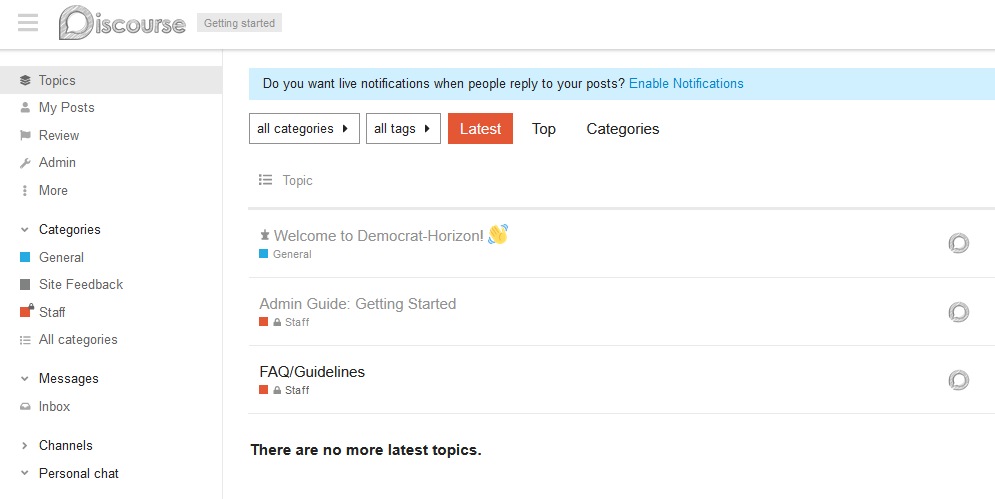 Discourse Getting started
Topics
My Posts
Review
Admin
More
Categories
General
Site Feedback
Staff
All categories
Messages
Inbox
Channels
Personal chat
Do you want live notifications when people reply to your posts? Enable Notifications
all categories all tags Latest Top Categories
Topic
Welcome to Democrat-Horizon!
General
Admin Guide: Getting Started
Staff
FAQ/Guidelines
Staff
There are no more latest topics.